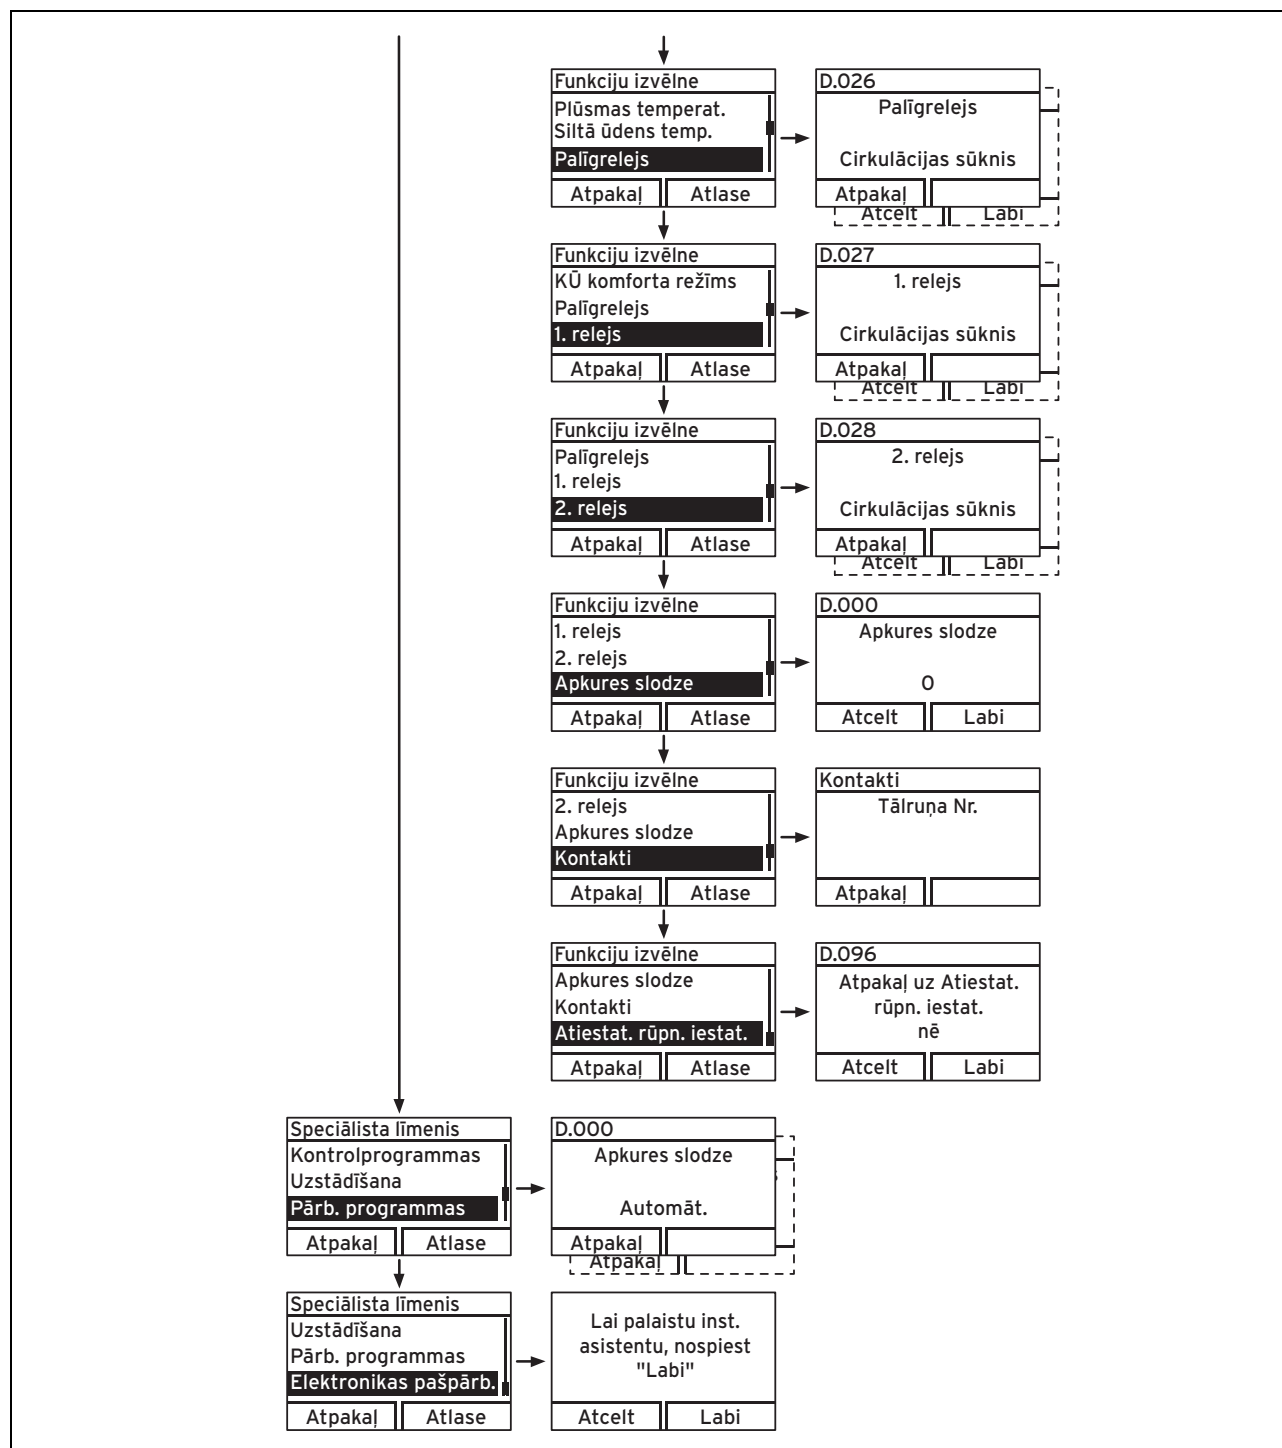 Funkciju izvēlne
Plūsmas temperat.
Siltā ūdens temp.
Palīgrelejs
Atpakaļ Atlase
D.026
Palīgrelejs
Cirkulācijas sūknis
Atpakaļ
Atcelt Labi
Funkciju izvēlne
KŪ komforta režīms
Palīgrelejs
1. relejs
Atpakaļ Atlase
D.027
1. relejs
Cirkulācijas sūknis
Atpakaļ
Atcelt Labi
Funkciju izvēlne
Palīgrelejs
1. relejs
2. relejs
Atpakaļ Atlase
D.028
2. relejs
Cirkulācijas sūknis
Atpakaļ
Atcelt Labi
Funkciju izvēlne
1. relejs
2. relejs
Apkures slodze
Atpakaļ Atlase
D.000
Apkures slodze
0
Atcelt Labi
Funkciju izvēlne
2. relejs
Apkures slodze
Kontakti
Atpakaļ Atlase
Kontakti
Tālruņa Nr.
Atpakaļ
Funkciju izvēlne
Apkures slodze
Kontakti
Atiestat. rūpn. iestat.
Atpakaļ Atlase
D.096
Atpakaļ uz Atiestat.
rūpn. iestat.
nē
Atcelt Labi
Speciālista līmenis
Kontrolprogrammas
Uzstādīšana
Pārb. programmas
Atpakaļ Atlase
D.000
Apkures slodze
Automāt.
Atpakaļ
Atpakaļ
Speciālista līmenis
Uzstādīšana
Pārb. programmas
Elektronikas pašpārb.
Atpakaļ Atlase
Lai palaistu inst.
asistentu, nospiest
"Labi"
Atcelt Labi